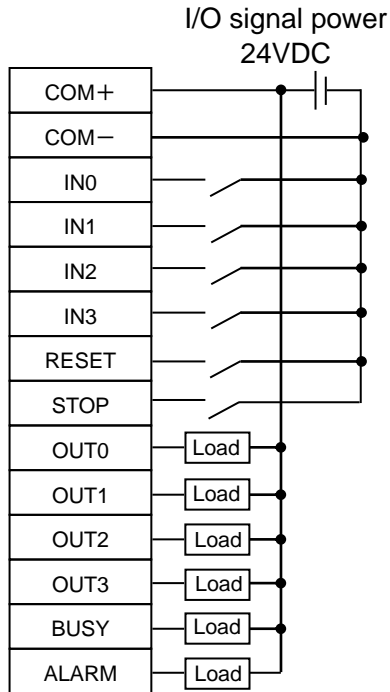 I/O signal power
24VDC
COM+
COM−
IN0
IN1
IN2
IN3
RESET
STOP
OUT0 Load
OUT1 Load
OUT2 Load
OUT3 Load
BUSY Load
ALARM Load